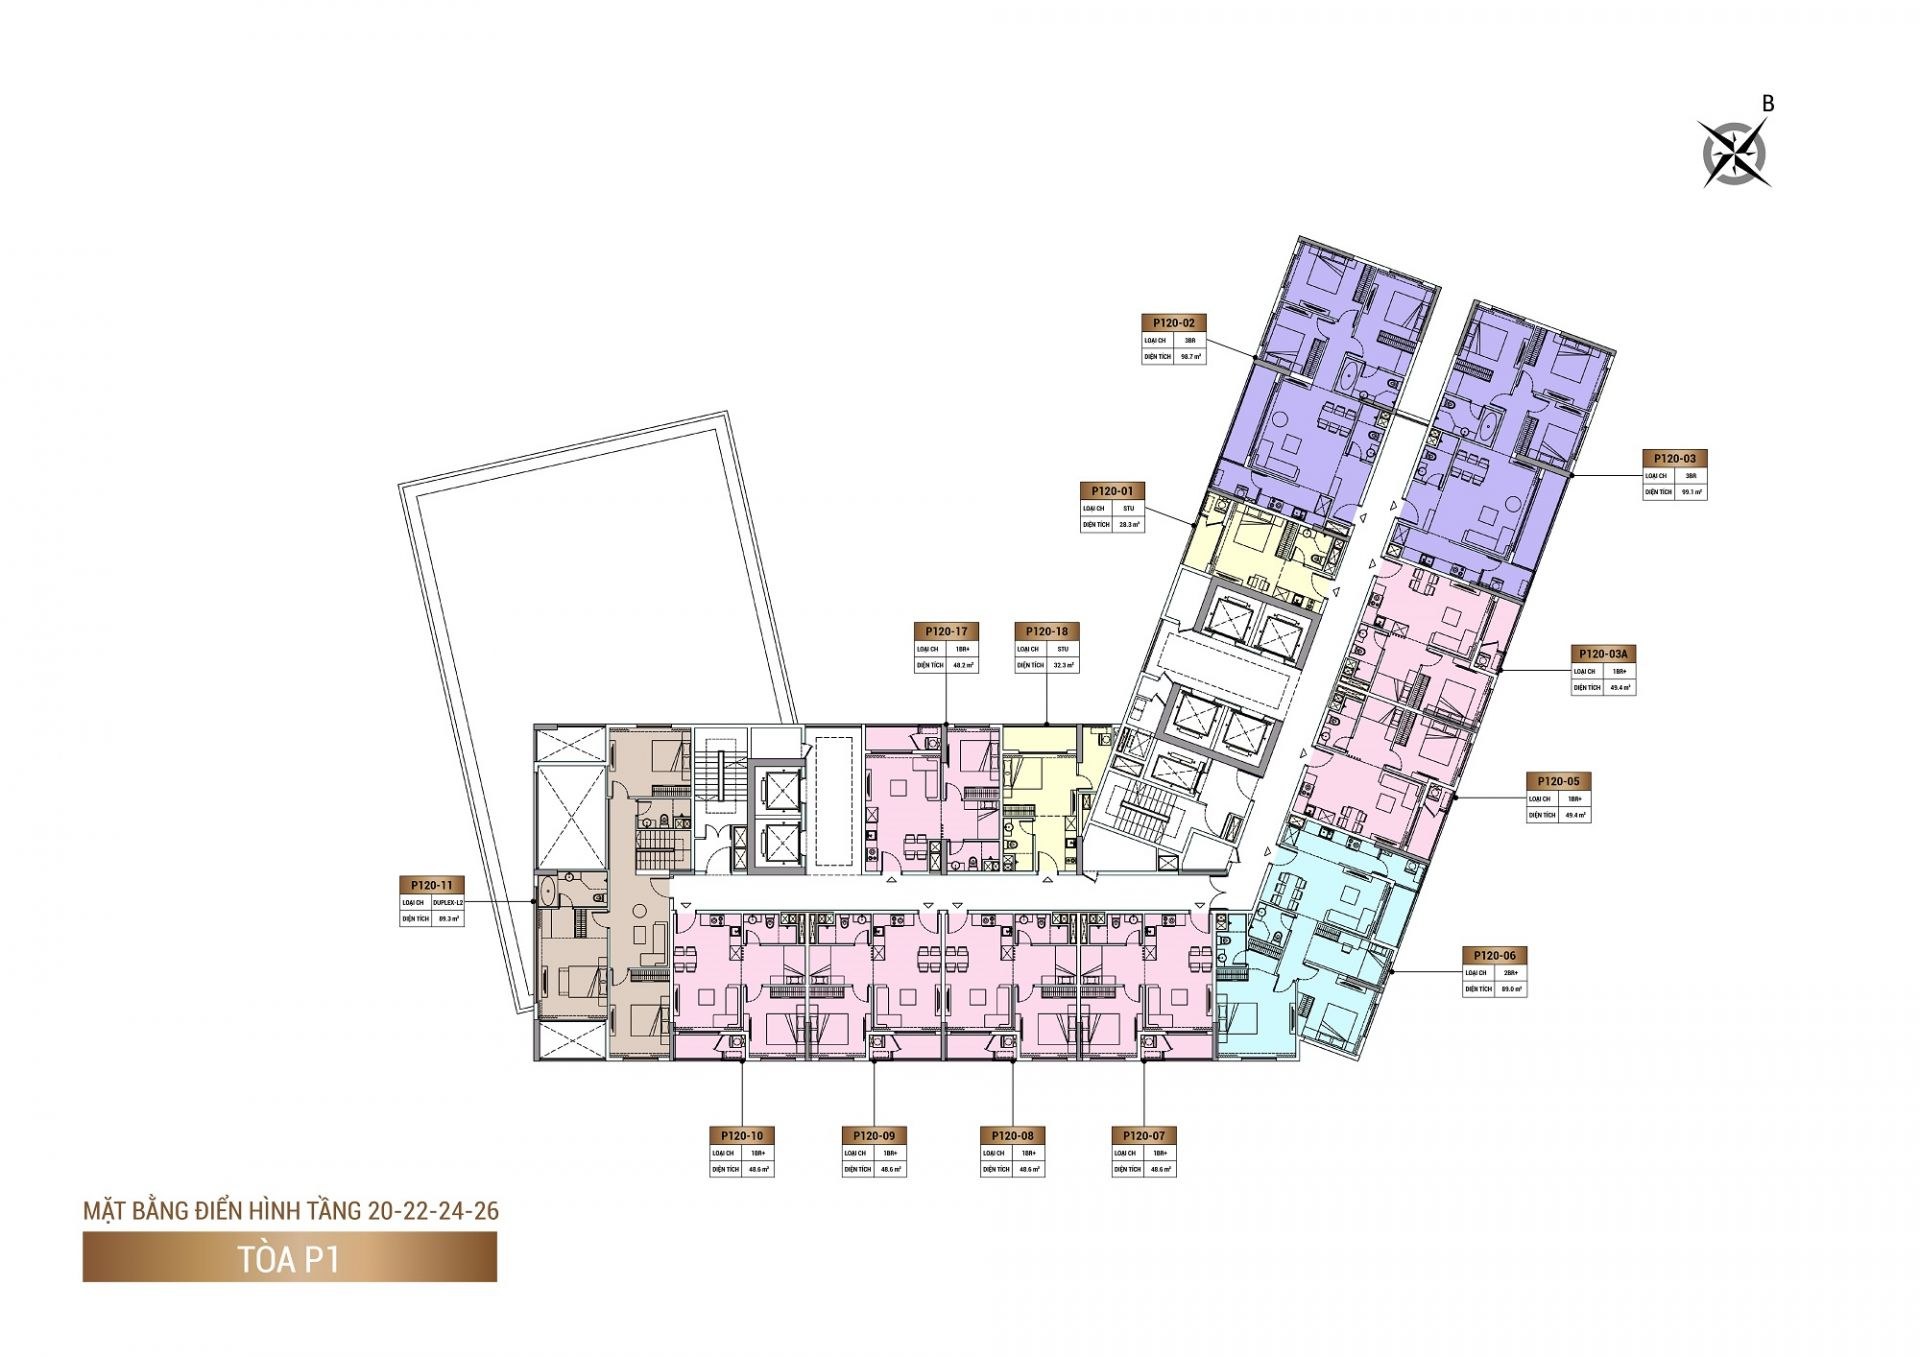 B
P120-02
LOẠI CH 3BR
DIỆN TÍCH 98.7 m²
P120-03
LOẠI CH 3BR
DIỆN TÍCH 99.1 m²
P120-01
LOẠI CH STU
DIỆN TÍCH 28.3 m²
P120-17
LOẠI CH 1BR+
DIỆN TÍCH 48.2 m²
P120-18
LOẠI CH STU
DIỆN TÍCH 32.3 m²
P120-03A
LOẠI CH 1BR+
DIỆN TÍCH 49.4 m²
P120-05
LOẠI CH 1BR+
DIỆN TÍCH 49.4 m²
P120-11
LOẠI CH DUPLEX-L2
DIỆN TÍCH 89.3 m²
P120-06
LOẠI CH 2BR+
DIỆN TÍCH 89.0 m²
P120-10
LOẠI CH 1BR+
DIỆN TÍCH 48.6 m²
P120-09
LOẠI CH 1BR+
DIỆN TÍCH 48.6 m²
P120-08
LOẠI CH 1BR+
DIỆN TÍCH 48.6 m²
P120-07
LOẠI CH 1BR+
DIỆN TÍCH 48.6 m²
MẶT BẰNG ĐIỂN HÌNH TẦNG 20-22-24-26
TÒA P1